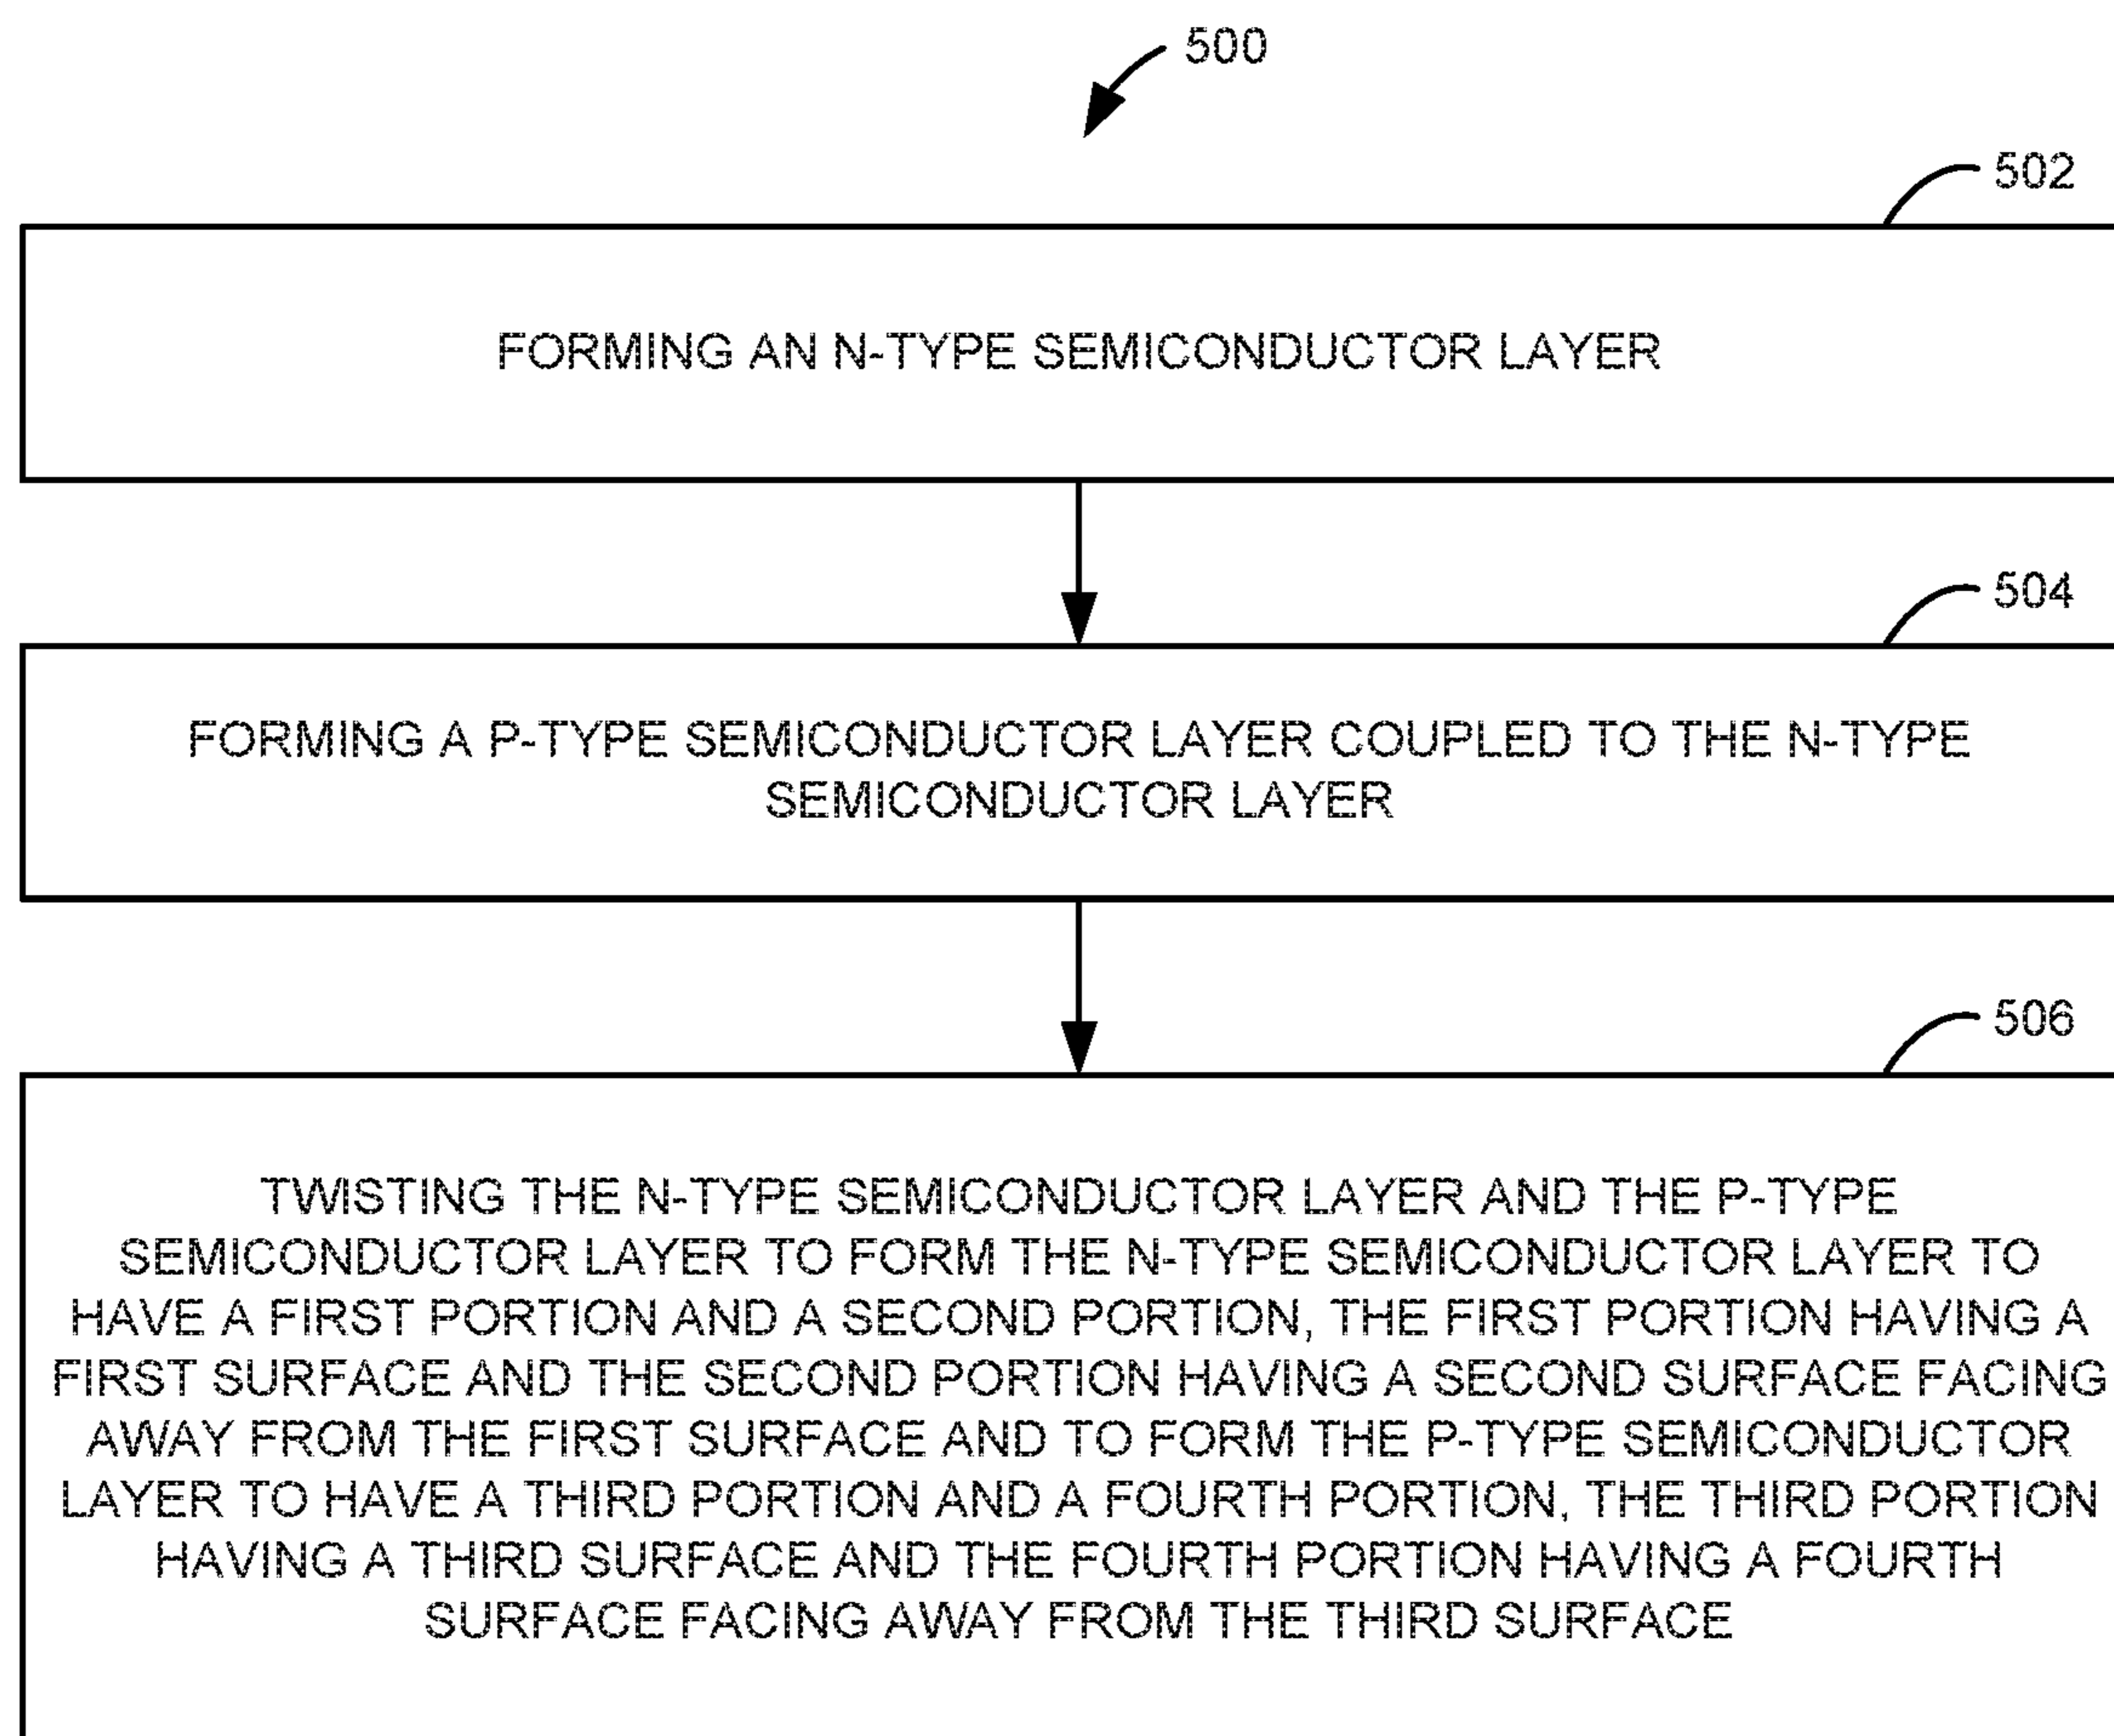 500
502
FORMING AN N-TYPE SEMICONDUCTOR LAYER
504
FORMING A P-TYPE SEMICONDUCTOR LAYER COUPLED TO THE N-TYPE
SEMICONDUCTOR LAYER
506
TWISTING THE N-TYPE SEMICONDUCTOR LAYER AND THE P-TYPE
SEMICONDUCTOR LAYER TO FORM THE N-TYPE SEMICONDUCTOR LAYER TO
HAVE A FIRST PORTION AND A SECOND PORTION, THE FIRST PORTION HAVING A
FIRST SURFACE AND THE SECOND PORTION HAVING A SECOND SURFACE FACING
AWAY FROM THE FIRST SURFACE AND TO FORM THE P-TYPE SEMICONDUCTOR
LAYER TO HAVE A THIRD PORTION AND A FOURTH PORTION, THE THIRD PORTION
HAVING A THIRD SURFACE AND THE FOURTH PORTION HAVING A FOURTH
SURFACE FACING AWAY FROM THE THIRD SURFACE